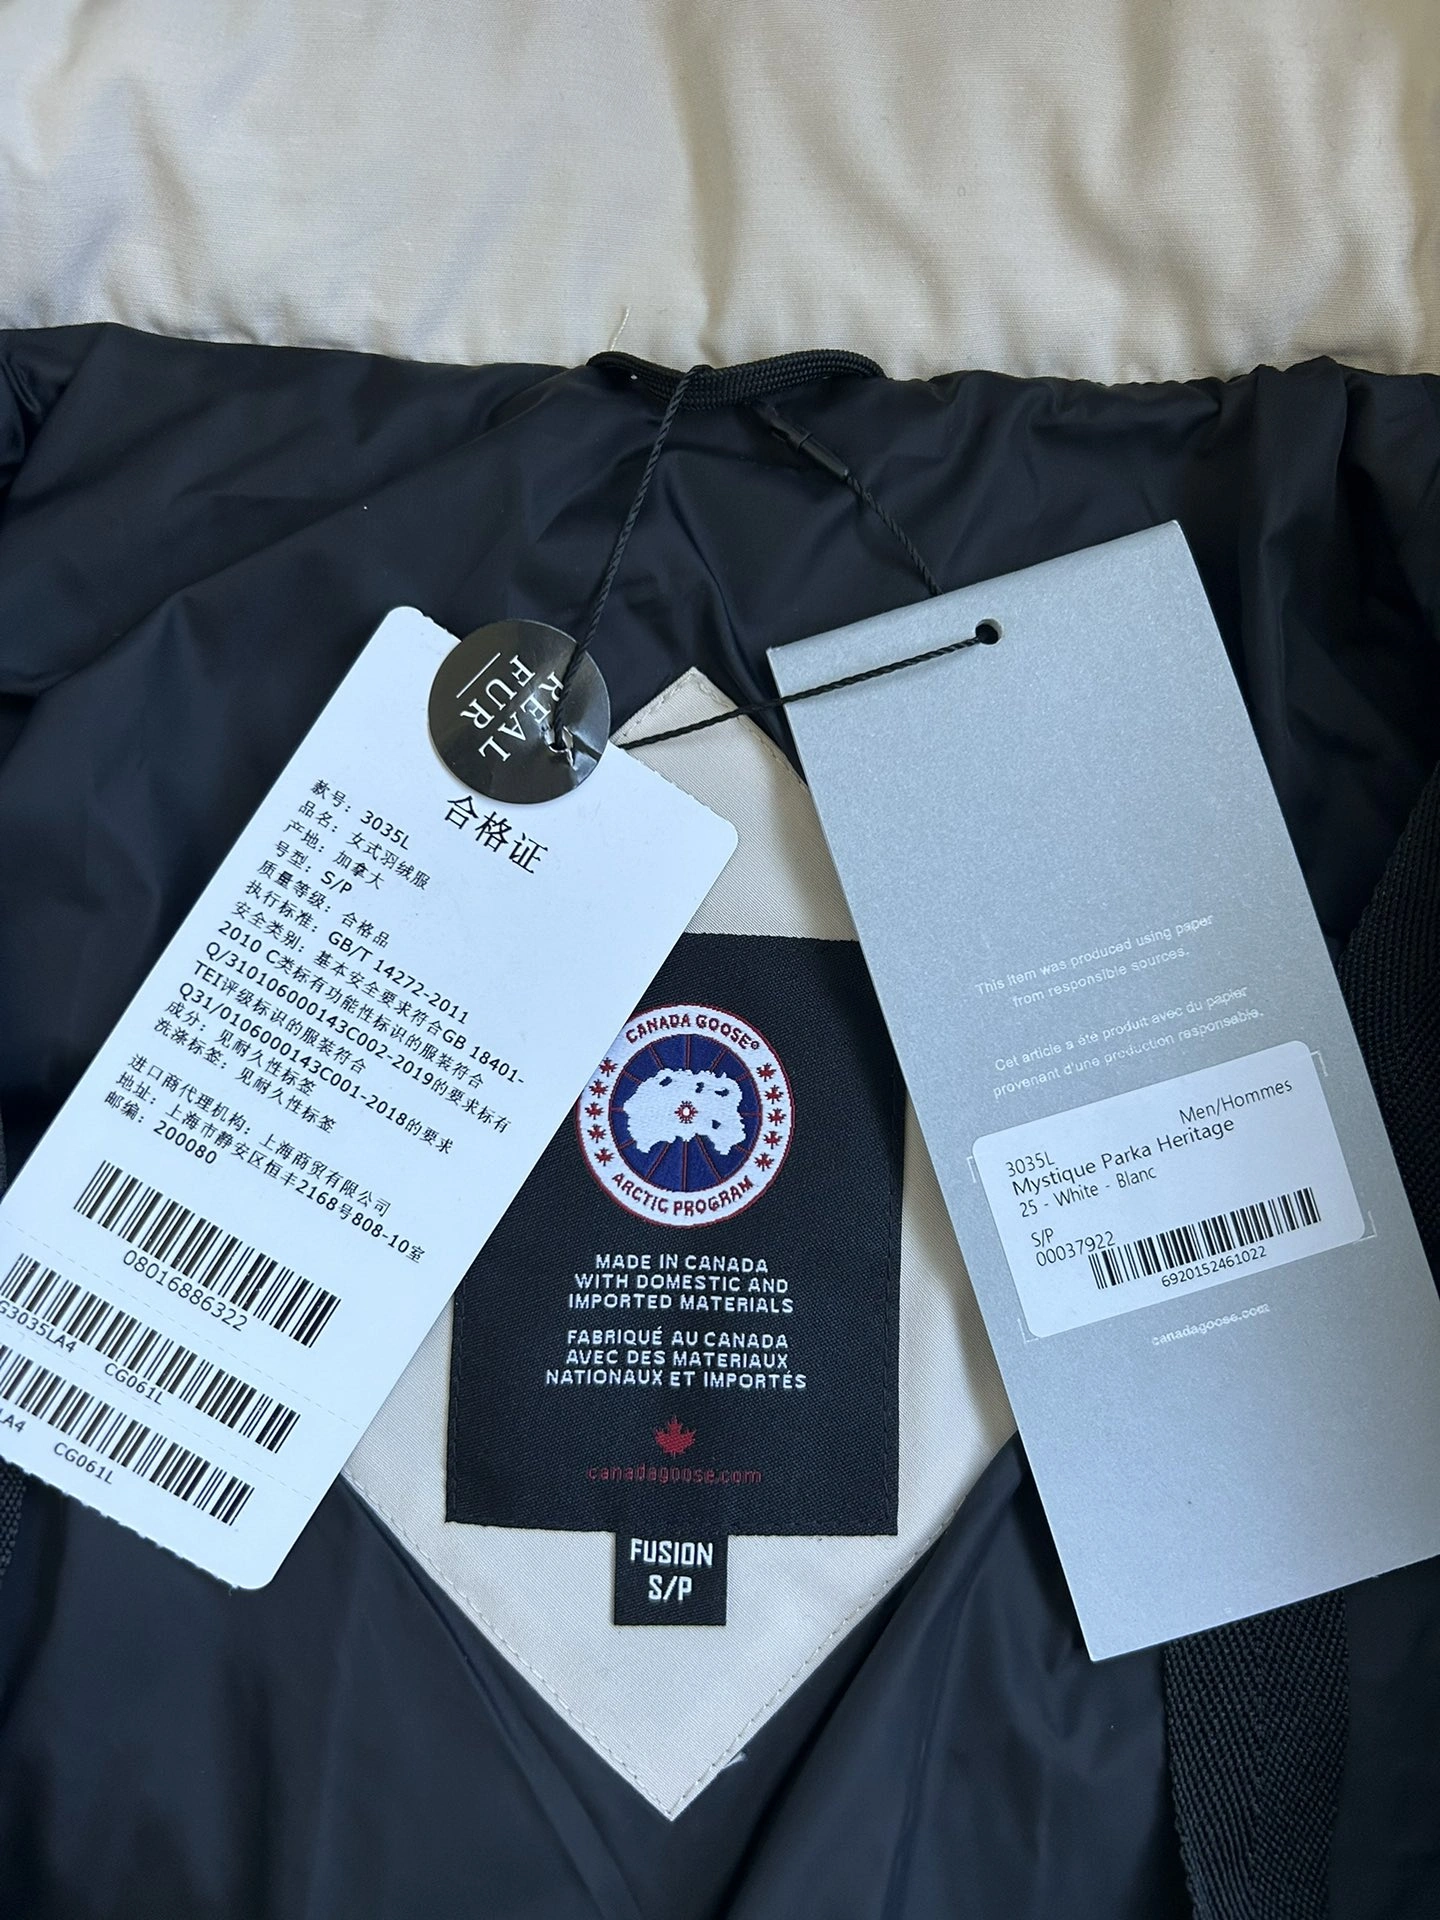 REAL
FUR
合格证
款号: 3035L
品名: 女式羽绒服
产地: 加拿大
号型: S/P
质量等级: 合格品
执行标准: GB/T 14272-2011
安全类别: 基本安全要求符合GB 18401-
2010 C类标有功能性标识的服装符合
Q/310106000143C002-2019的要求标有
TEI评级标识的服装符合
Q31/0106000143C001-2018的要求
成分: 见耐久性标签
洗涤标签: 见耐久性标签
进口商代理机构: 上海商贸有限公司
地址: 上海市静安区恒丰2168号808-10室
邮编: 200080
08016886322
G3035LA4 CG061L
LA4 CG061L
CANADA GOOSE®
ARCTIC PROGRAM
MADE IN CANADA
WITH DOMESTIC AND
IMPORTED MATERIALS
FABRIQUÉ AU CANADA
AVEC DES MATERIAUX
NATIONAUX ET IMPORTÉS
canadagoose.com
FUSION
S/P
This item was produced using paper
from responsible sources.
Cet article a été produit avec du papier
provenant d'une production responsable.
Men/Hommes
3035L
Mystique Parka Heritage
25 - White - Blanc
S/P
00037922
6920152461022
canadagoose.com